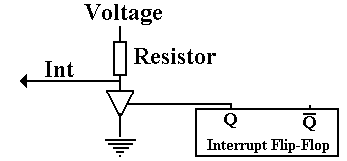 Voltage
Resistor
Int
Q Q̅
Interrupt Flip-Flop